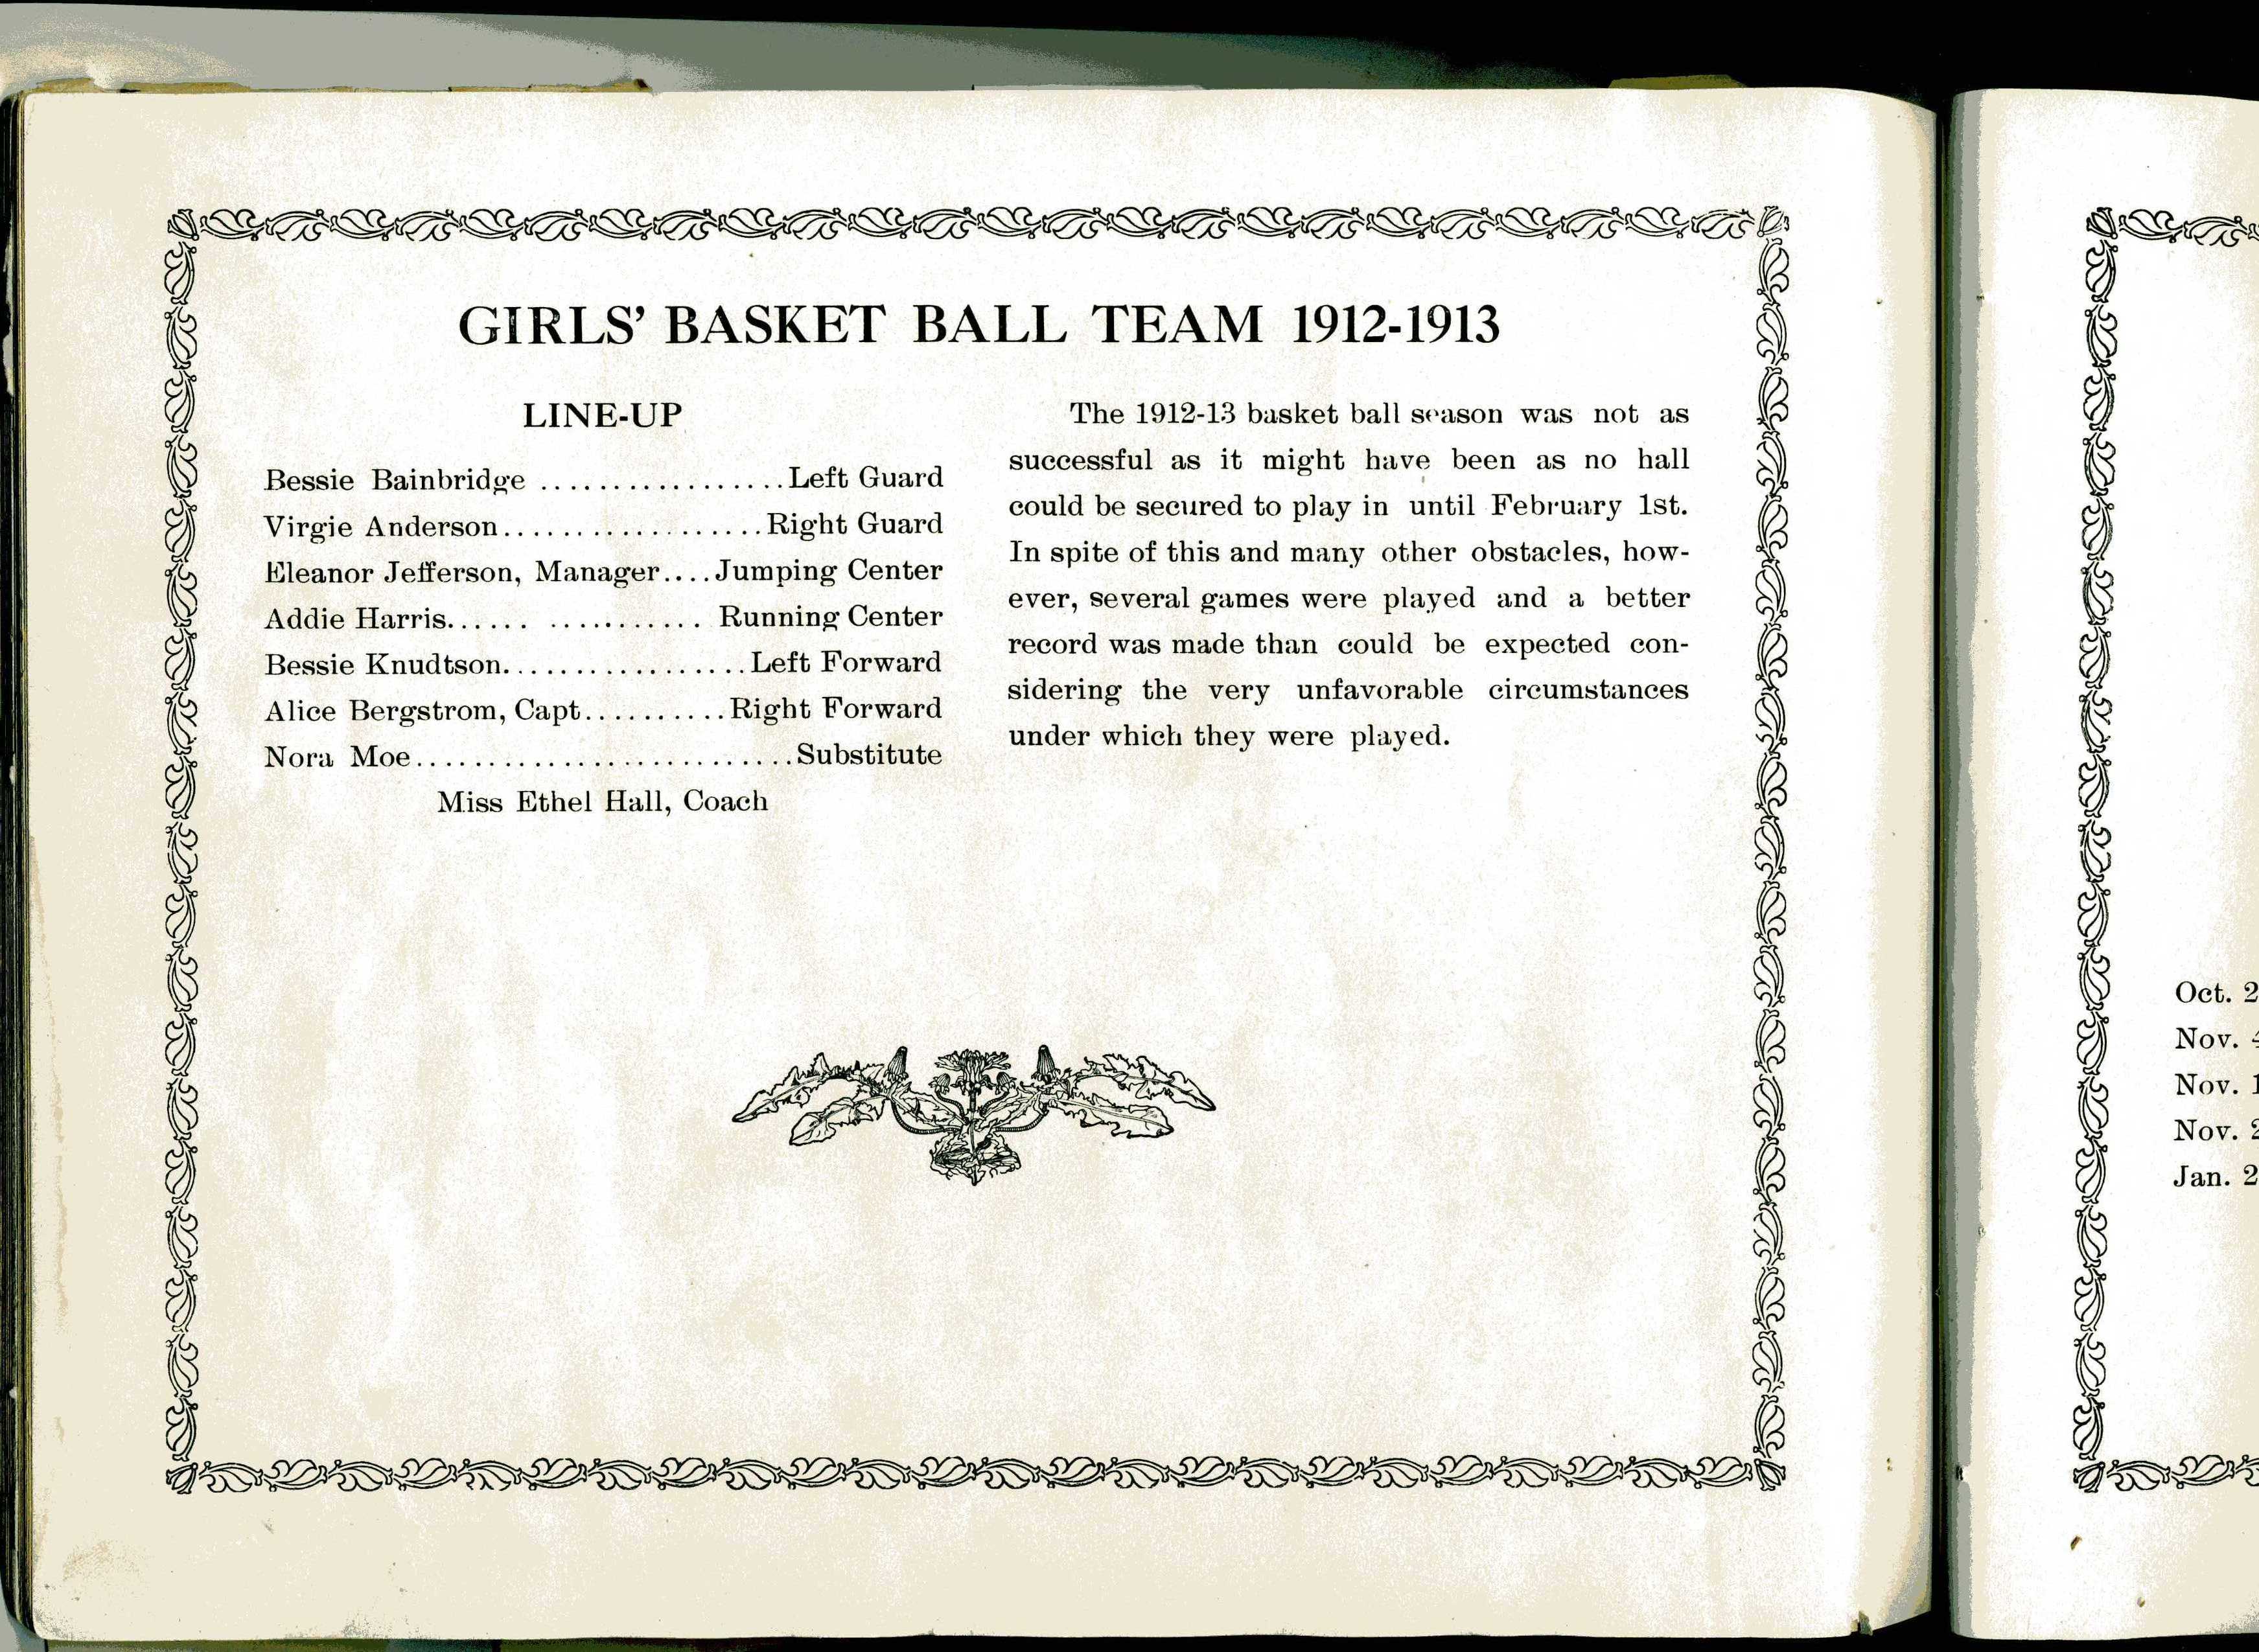 GIRLS' BASKET BALL TEAM 1912-1913
LINE-UP
Bessie Bainbridge .................Left Guard
Virgie Anderson..................Right Guard
Eleanor Jefferson, Manager....Jumping Center
Addie Harris...... ........... Running Center
Bessie Knudtson.................Left Forward
Alice Bergstrom, Capt..........Right Forward
Nora Moe..........................Substitute
Miss Ethel Hall, Coach
The 1912-13 basket ball season was not as
successful as it might have been as no hall
could be secured to play in until February 1st.
In spite of this and many other obstacles, how-
ever, several games were played and a better
record was made than could be expected con-
sidering the very unfavorable circumstances
under which they were played.
Oct. 2
Nov.
Nov. 1
Nov. 2
Jan. 2